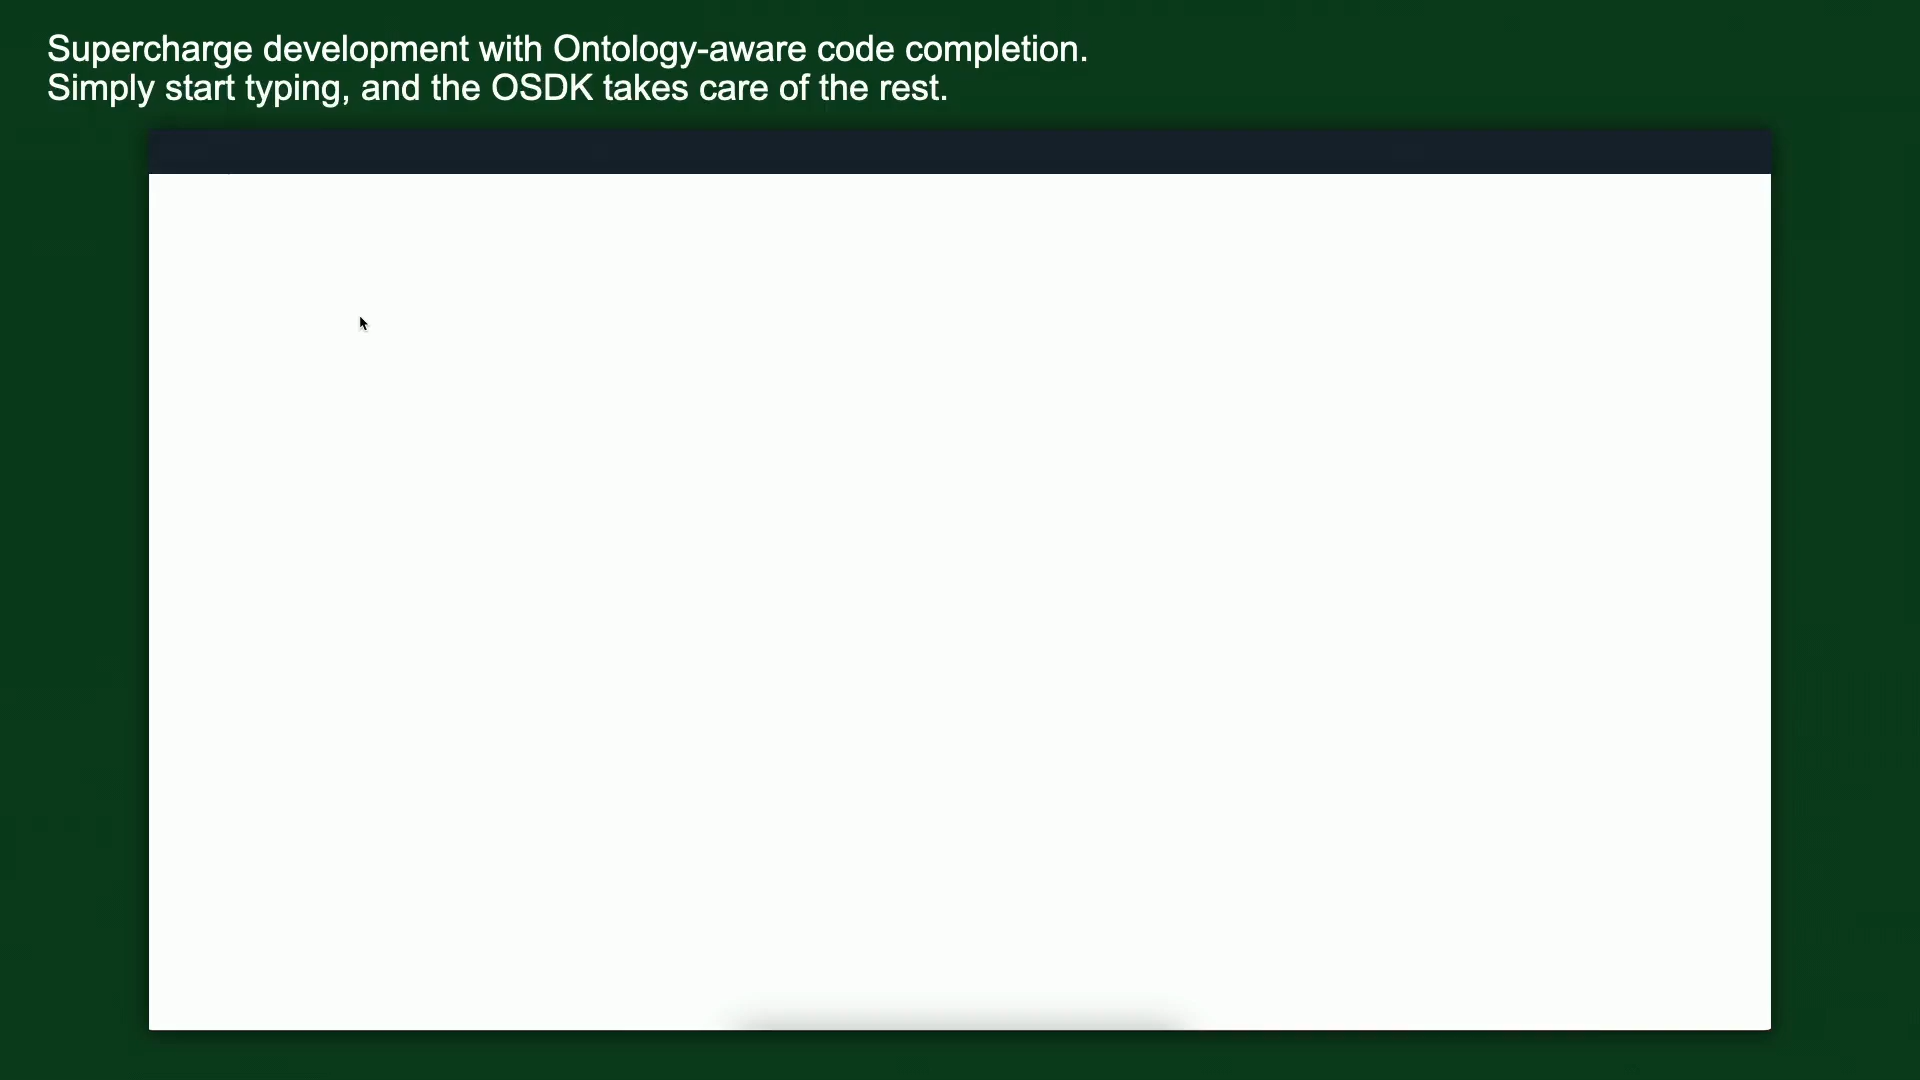 Supercharge development with Ontology-aware code completion.
Simply start typing, and the OSDK takes care of the rest.